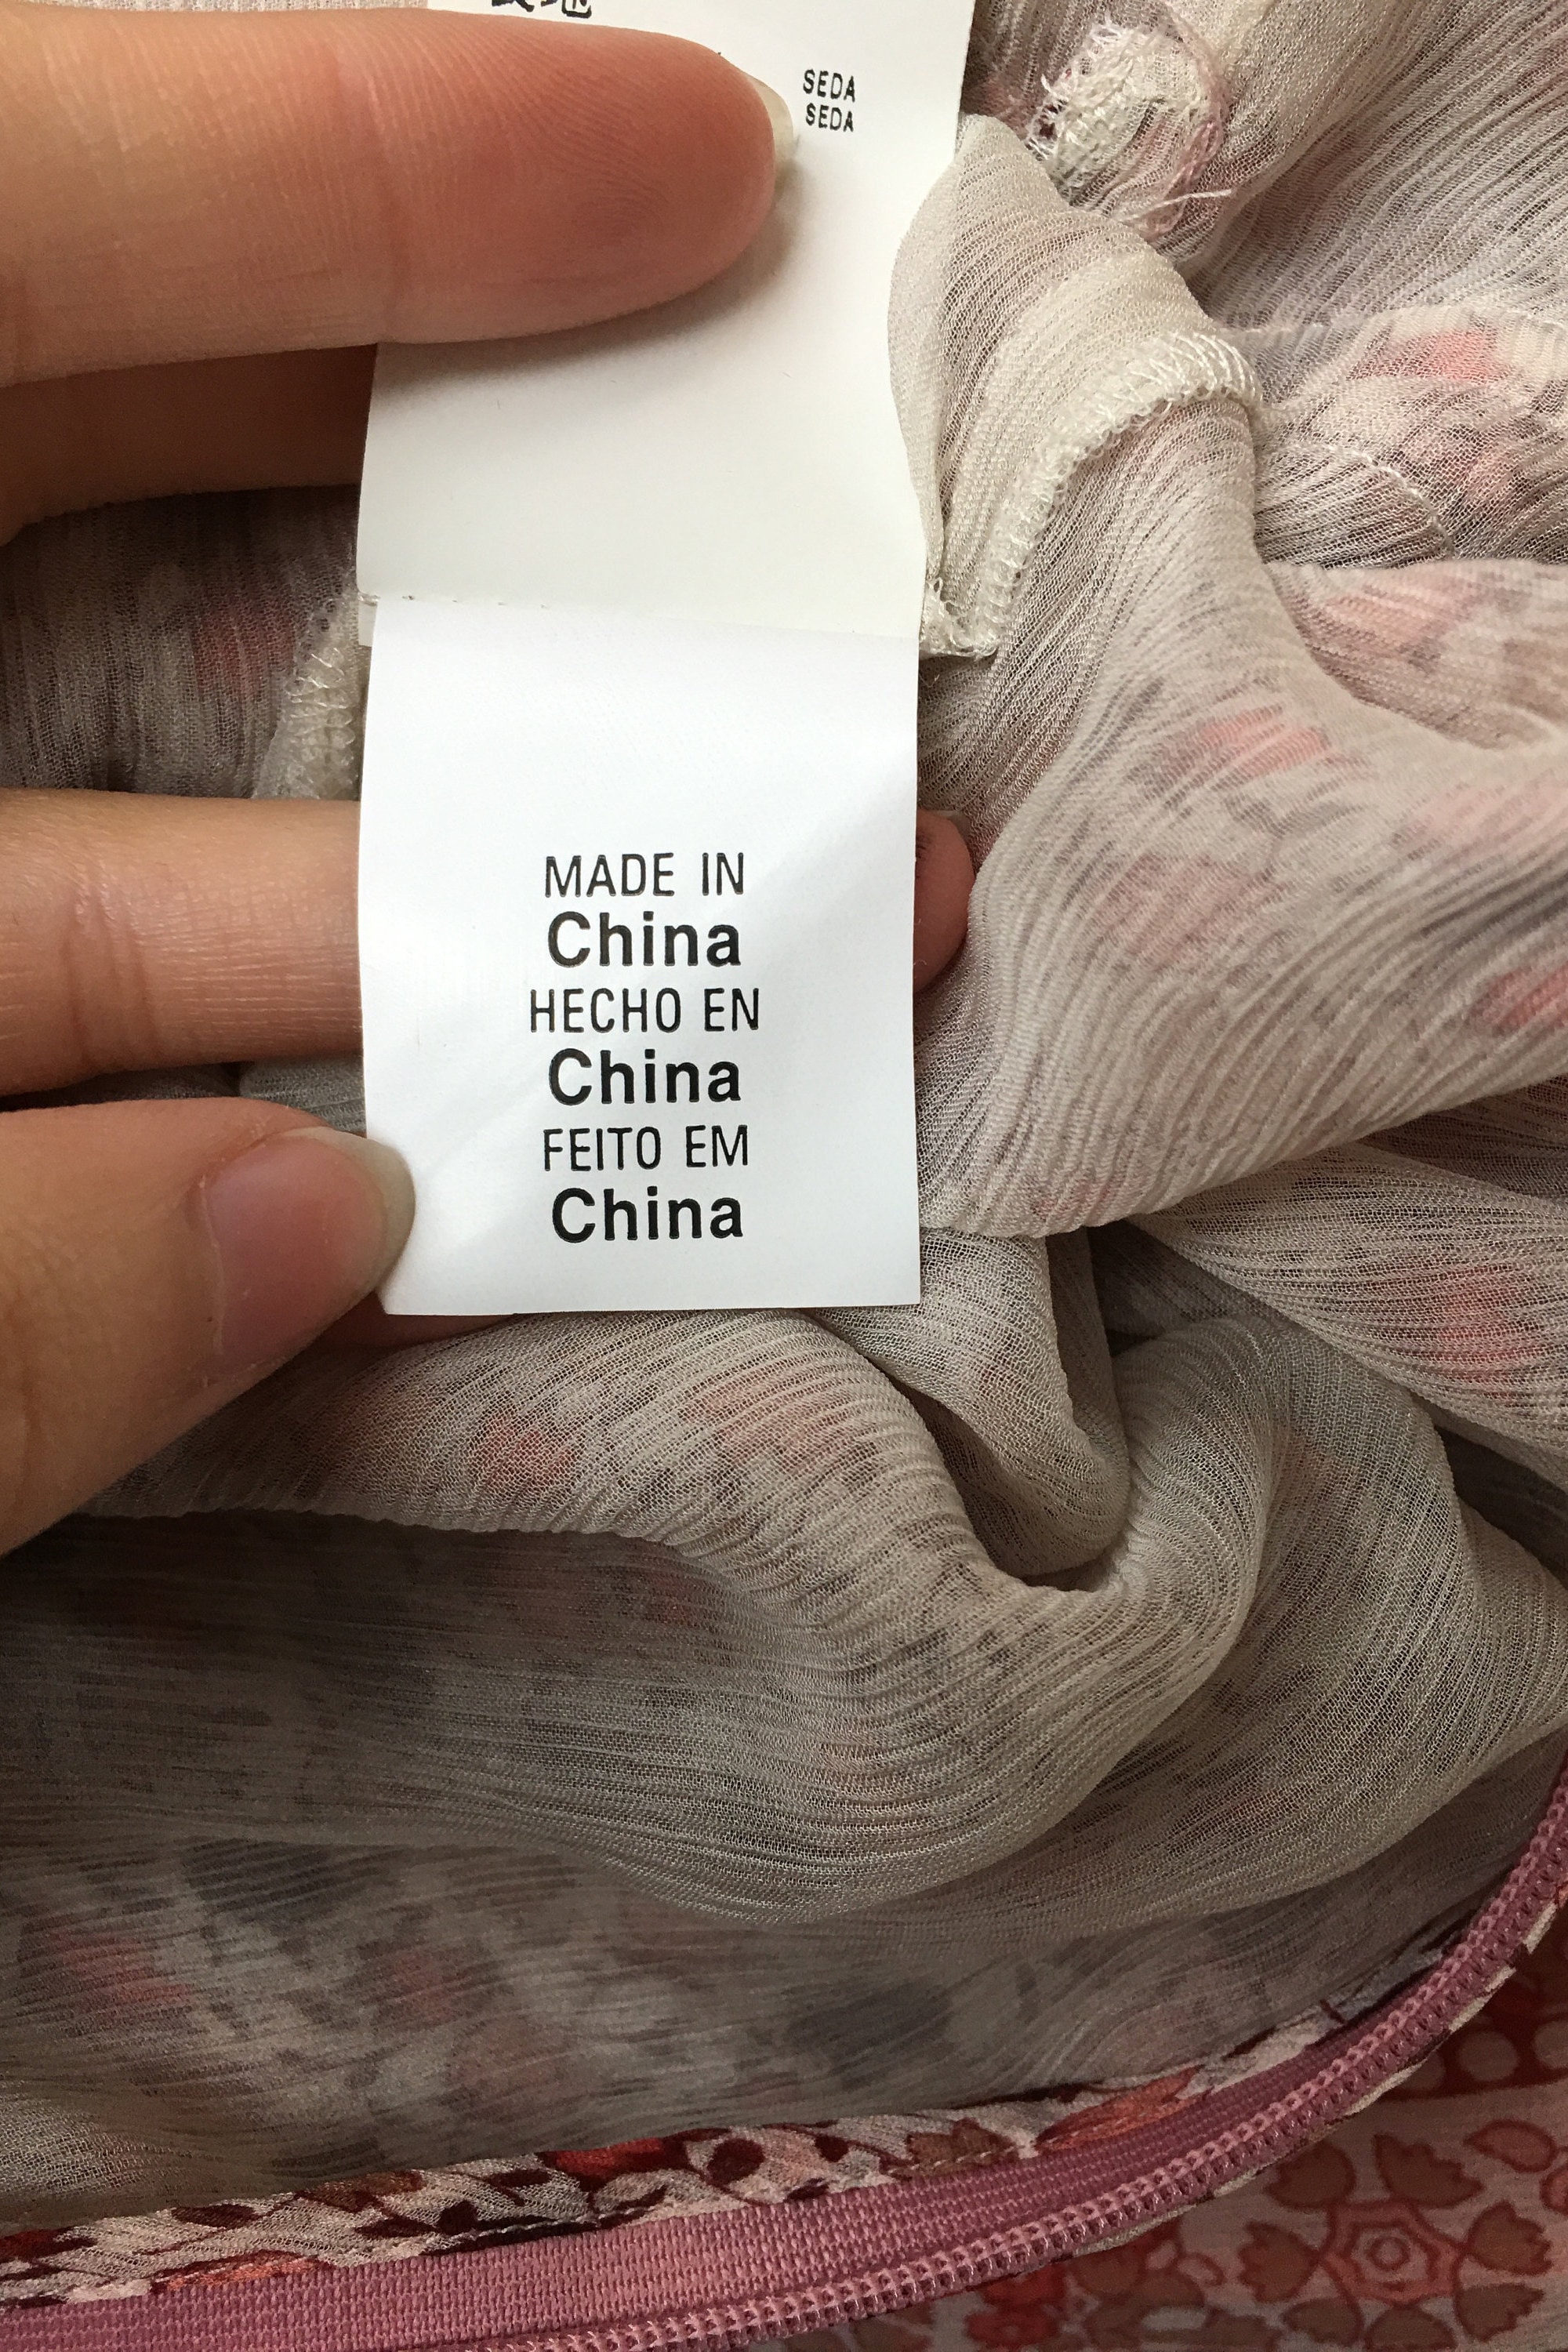 SEDA
SEDA
MADE IN
China
HECHO EN
China
FEITO EM
China